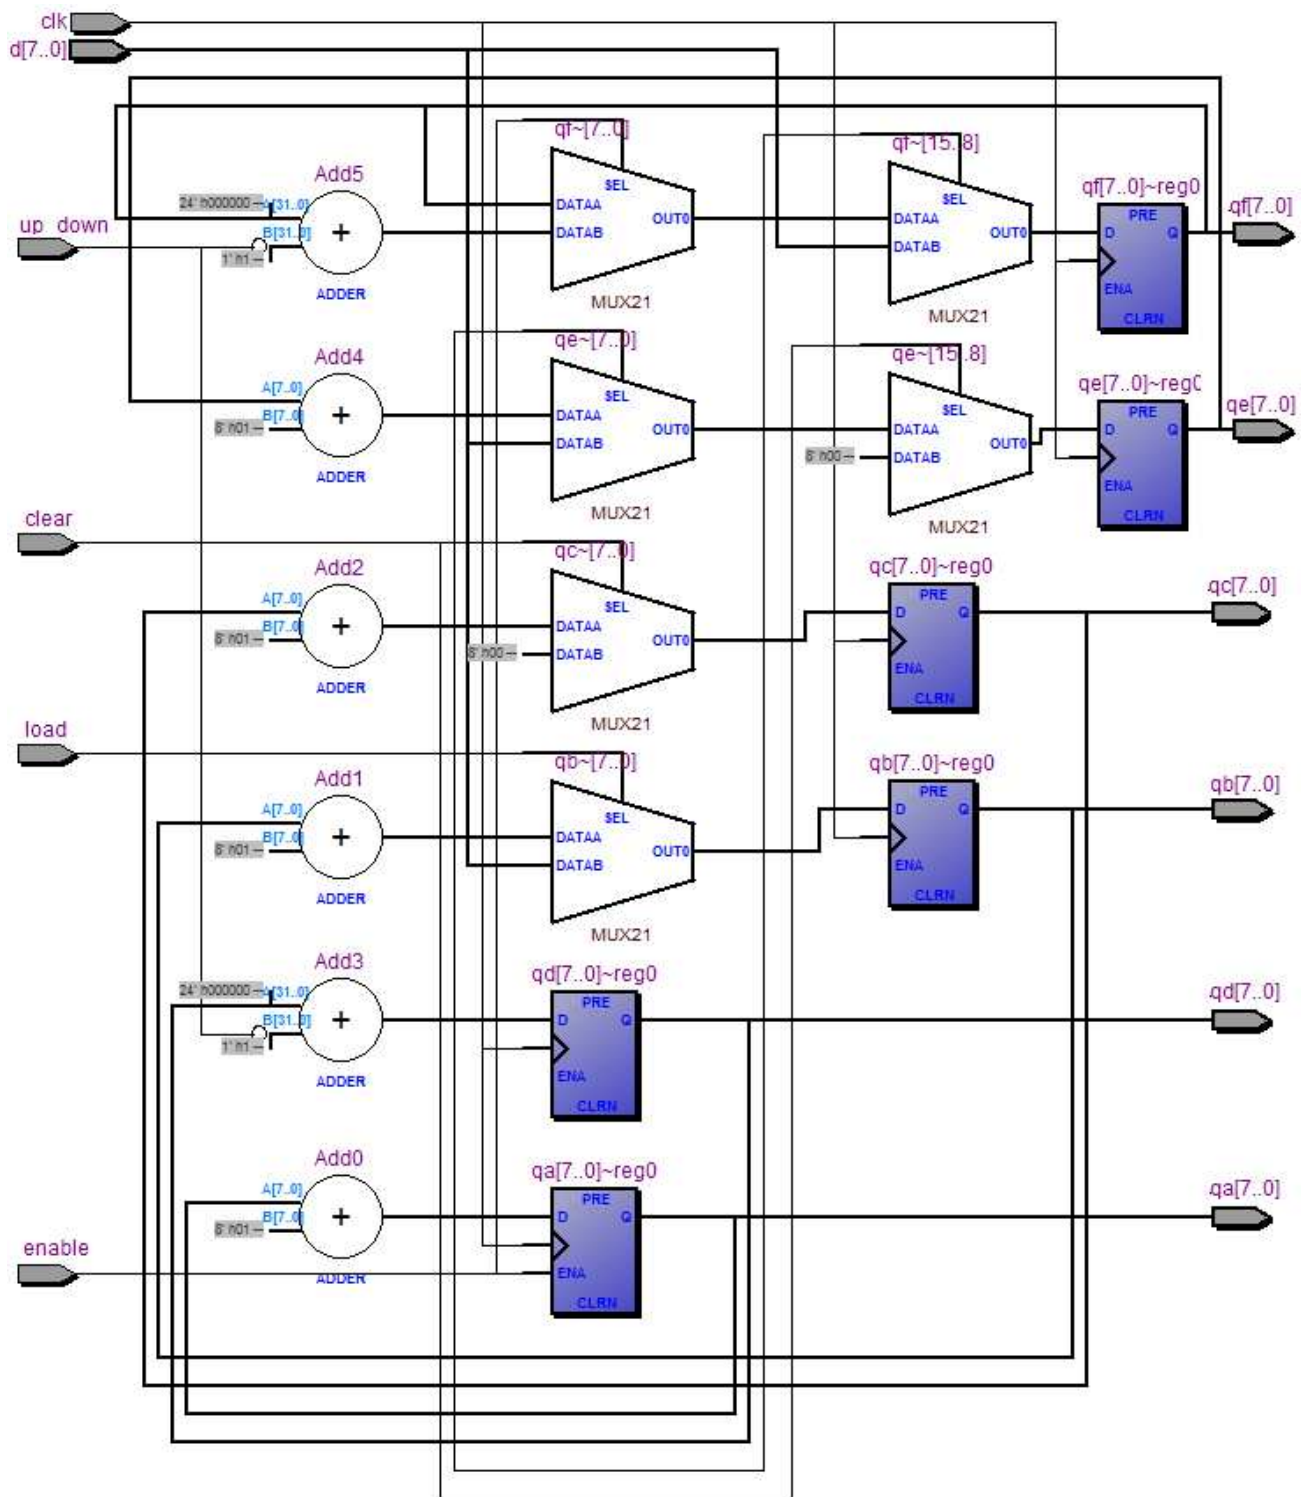 clk
d[7..0]
qf~[7..0]
qf~[15..8]
Add5
SEL
SEL
qf[7..0]~reg0
24' h000000
A[31..0]
DATAA
OUT0
DATAA
PRE
qf[7..0]
up_down
B[31..0]
DATAB
DATAB
OUT0
D
Q
1' h1
ENA
ADDER
MUX21
MUX21
CLRN
qe~[7..0]
qe~[15..8]
Add4
SEL
SEL
qe[7..0]~reg0
A[7..0]
DATAA
OUT0
DATAA
PRE
qe[7..0]
8' h01
B[7..0]
DATAB
8' h00
DATAB
OUT0
D
Q
ENA
ADDER
MUX21
MUX21
CLRN
clear
qc~[7..0]
Add2
SEL
qc[7..0]~reg0
A[7..0]
DATAA
PRE
qc[7..0]
8' h01
B[7..0]
8' h00
DATAB
OUT0
D
Q
ENA
ADDER
MUX21
CLRN
load
qb~[7..0]
Add1
SEL
qb[7..0]~reg0
A[7..0]
DATAA
PRE
qb[7..0]
8' h01
B[7..0]
DATAB
OUT0
D
Q
ENA
ADDER
MUX21
CLRN
Add3
qd[7..0]~reg0
24' h000000
A[31..0]
PRE
qd[7..0]
B[31..0]
D
Q
1' h1
ENA
ADDER
CLRN
Add0
qa[7..0]~reg0
A[7..0]
PRE
qa[7..0]
8' h01
B[7..0]
D
Q
enable
ENA
ADDER
CLRN